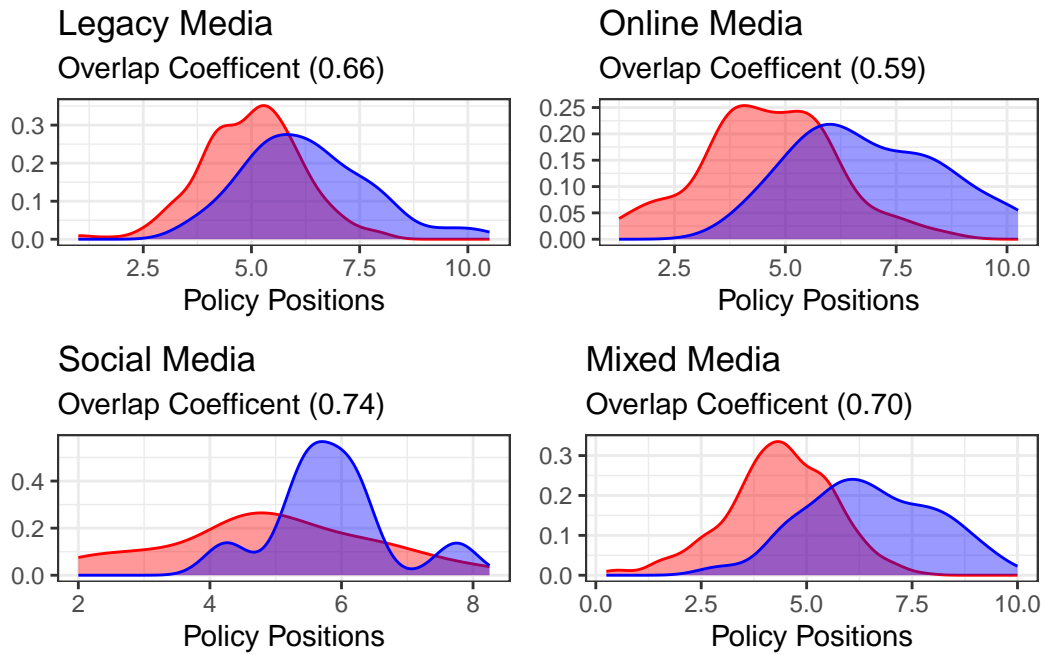 Legacy Media
Overlap Coefficent (0.66)
0.3
0.2
0.1
0.0
2.5 5.0 7.5 10.0
Policy Positions
Online Media
Overlap Coefficent (0.59)
0.25
0.20
0.15
0.10
0.05
0.00
2.5 5.0 7.5 10.0
Policy Positions
Social Media
Overlap Coefficent (0.74)
0.4
0.2
0.0
2 4 6 8
Policy Positions
Mixed Media
Overlap Coefficent (0.70)
0.3
0.2
0.1
0.0
0.0 2.5 5.0 7.5 10.0
Policy Positions